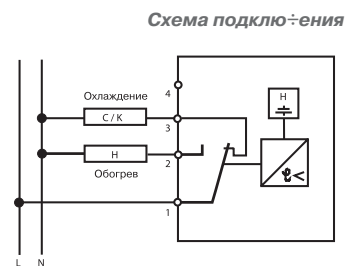 Схема подклю÷ения
Охлаждение
4
H
C / K
3
H
2
Обогрев
1
L N